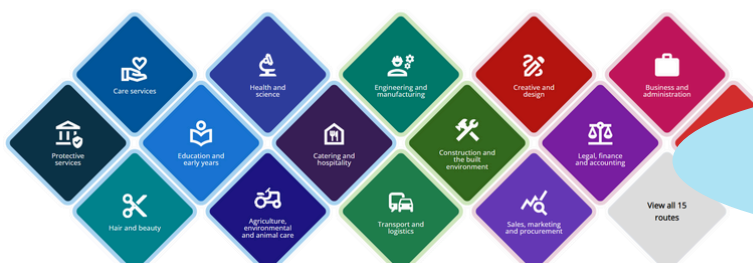 Care services
Health and
science
Engineering and
manufacturing
Creative and
design
Business and
administration
Protective
services
Education and
early years
Catering and
hospitality
Construction and
the built
environment
Legal, finance
and accounting
Hair and beauty
Agriculture,
environmental
and animal care
Transport and
logistics
Sales, marketing
and procurement
View all 15
routes